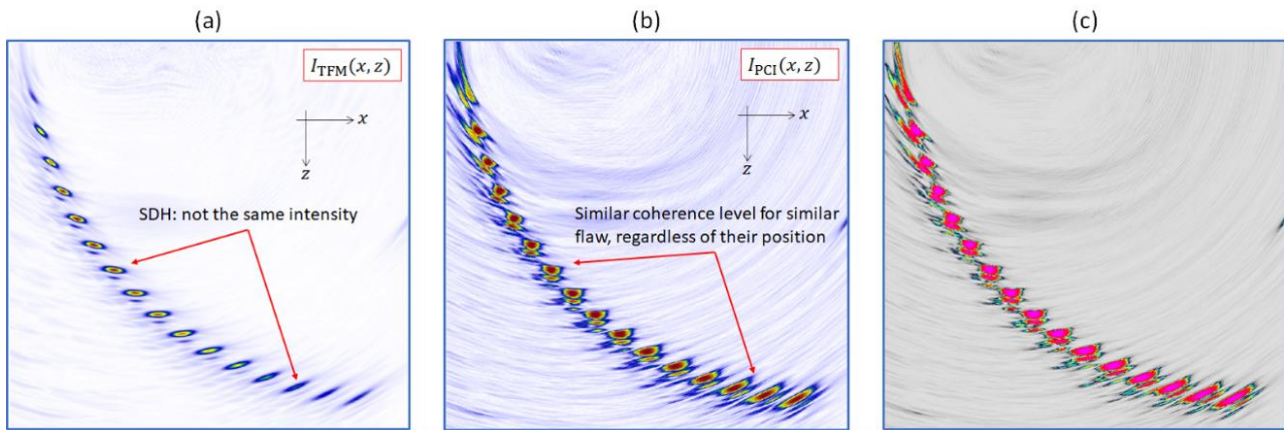 (a)
(b)
(c)
I_TFM(x, z)
x
z
SDH: not the same intensity
I_PCI(x, z)
x
z
Similar coherence level for similar
flaw, regardless of their position